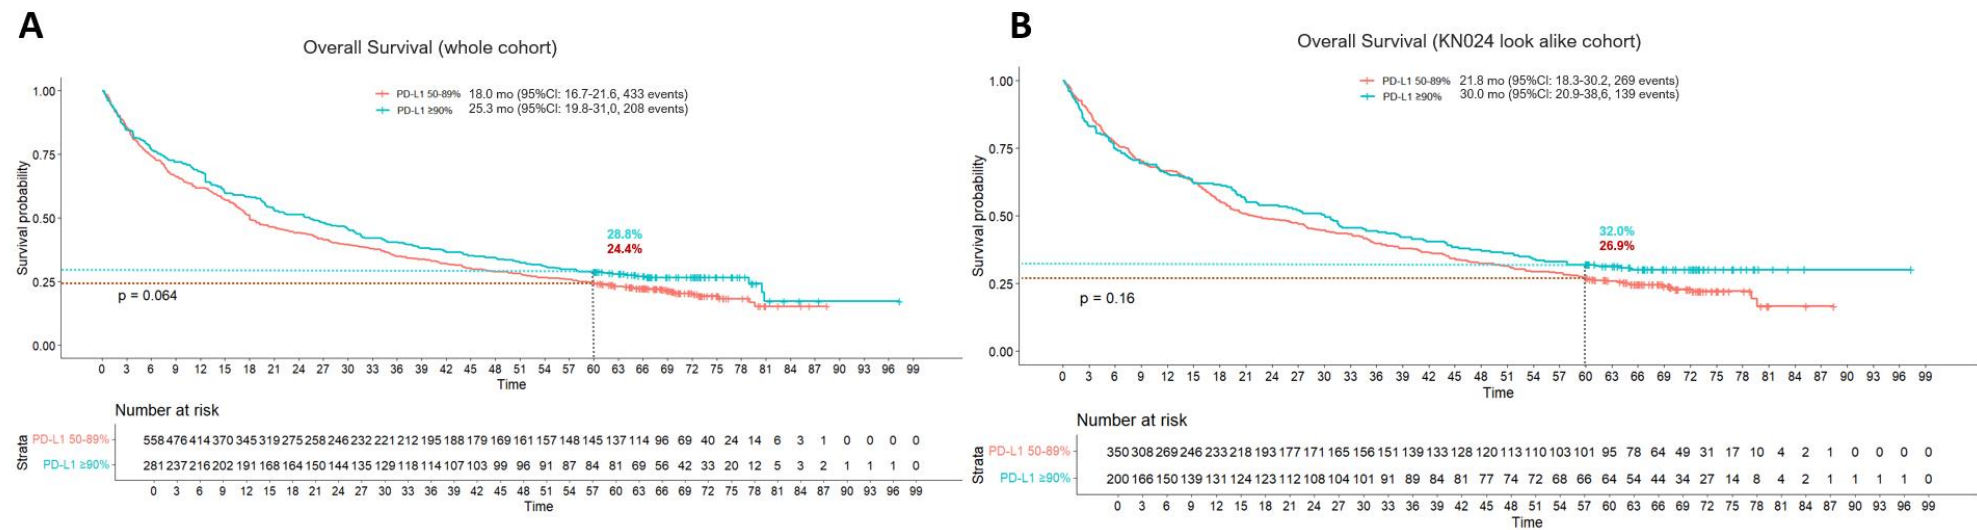 A
Overall Survival (whole cohort)
PD-L1 50-89% 18.0 mo (95%CI: 16.7-21.6, 433 events)
PD-L1 ≥90% 25.3 mo (95%CI: 19.8-31,0, 208 events)
Survival probability
1.00
0.75
0.50
0.25
0.00
28.8%
24.4%
p = 0.064
0 3 6 9 12 15 18 21 24 27 30 33 36 39 42 45 48 51 54 57 60 63 66 69 72 75 78 81 84 87 90 93 96 99
Time
Number at risk
Strata
PD-L1 50-89% 558 476 414 370 345 319 275 258 246 232 221 212 195 188 179 169 161 157 148 145 137 114 96 69 40 24 14 6 3 1 0 0 0 0
PD-L1 ≥90% 281 237 216 202 191 168 164 150 144 135 129 118 114 107 103 99 96 91 87 84 81 69 56 42 33 20 12 5 3 2 1 1 1 0
0 3 6 9 12 15 18 21 24 27 30 33 36 39 42 45 48 51 54 57 60 63 66 69 72 75 78 81 84 87 90 93 96 99
Time
B
Overall Survival (KN024 look alike cohort)
PD-L1 50-89% 21.8 mo (95%CI: 18.3-30.2, 269 events)
PD-L1 ≥90% 30.0 mo (95%CI: 20.9-38,6, 139 events)
Survival probability
1.00
0.75
0.50
0.25
0.00
32.0%
26.9%
p = 0.16
0 3 6 9 12 15 18 21 24 27 30 33 36 39 42 45 48 51 54 57 60 63 66 69 72 75 78 81 84 87 90 93 96 99
Time
Number at risk
Strata
PD-L1 50-89% 350 308 269 246 233 218 193 177 171 165 156 151 139 133 128 120 113 110 103 101 95 78 64 49 31 17 10 4 2 1 0 0 0 0
PD-L1 ≥90% 200 166 150 139 131 124 123 112 108 104 101 91 89 84 81 77 74 72 68 66 64 54 44 34 27 14 8 4 2 1 1 1 1 0
0 3 6 9 12 15 18 21 24 27 30 33 36 39 42 45 48 51 54 57 60 63 66 69 72 75 78 81 84 87 90 93 96 99
Time